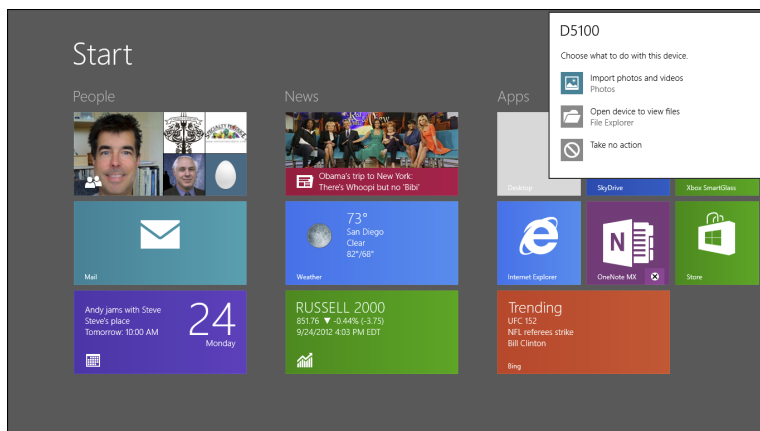 Start
D5100
Choose what to do with this device.
Import photos and videos
Photos
Open device to view files
File Explorer
Take no action
People
News
Apps
Obama's trip to New York:
There's Whoopi but no 'Bibi'
Desktop
SkyDrive
Xbox SmartGlass
Mail
73°
San Diego
Clear
82°/68°
Weather
Internet Explorer
N
OneNote MX
Store
Andy jams with Steve
Steve's place
Tomorrow: 10:00 AM
24
Monday
RUSSELL 2000
851.76 ▼ -0.44% (-3.75)
9/24/2012 4:03 PM EDT
Trending
UFC 152
NFL referees strike
Bill Clinton
Bing